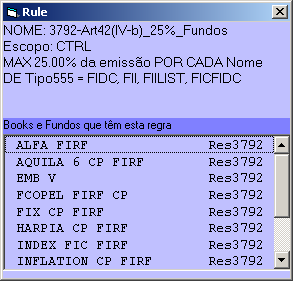 Rule
NOME: 3792-Art42(IV-b)_25%_Fundos
Escopo: CTRL
MAX 25.00% da emissão POR CADA Nome
DE Tipo555 = FIDC, FII, FIILIST, FICFIDC
Books e Fundos que têm esta regra
ALFA FIRF Res3792
AQUILA 6 CP FIRF Res3792
EMB V Res3792
FCOPEL FIRF CP Res3792
FIX CP FIRF Res3792
HARPIA CP FIRF Res3792
INDEX FIC FIRF Res3792
INFLATION CP FIRF Res3792